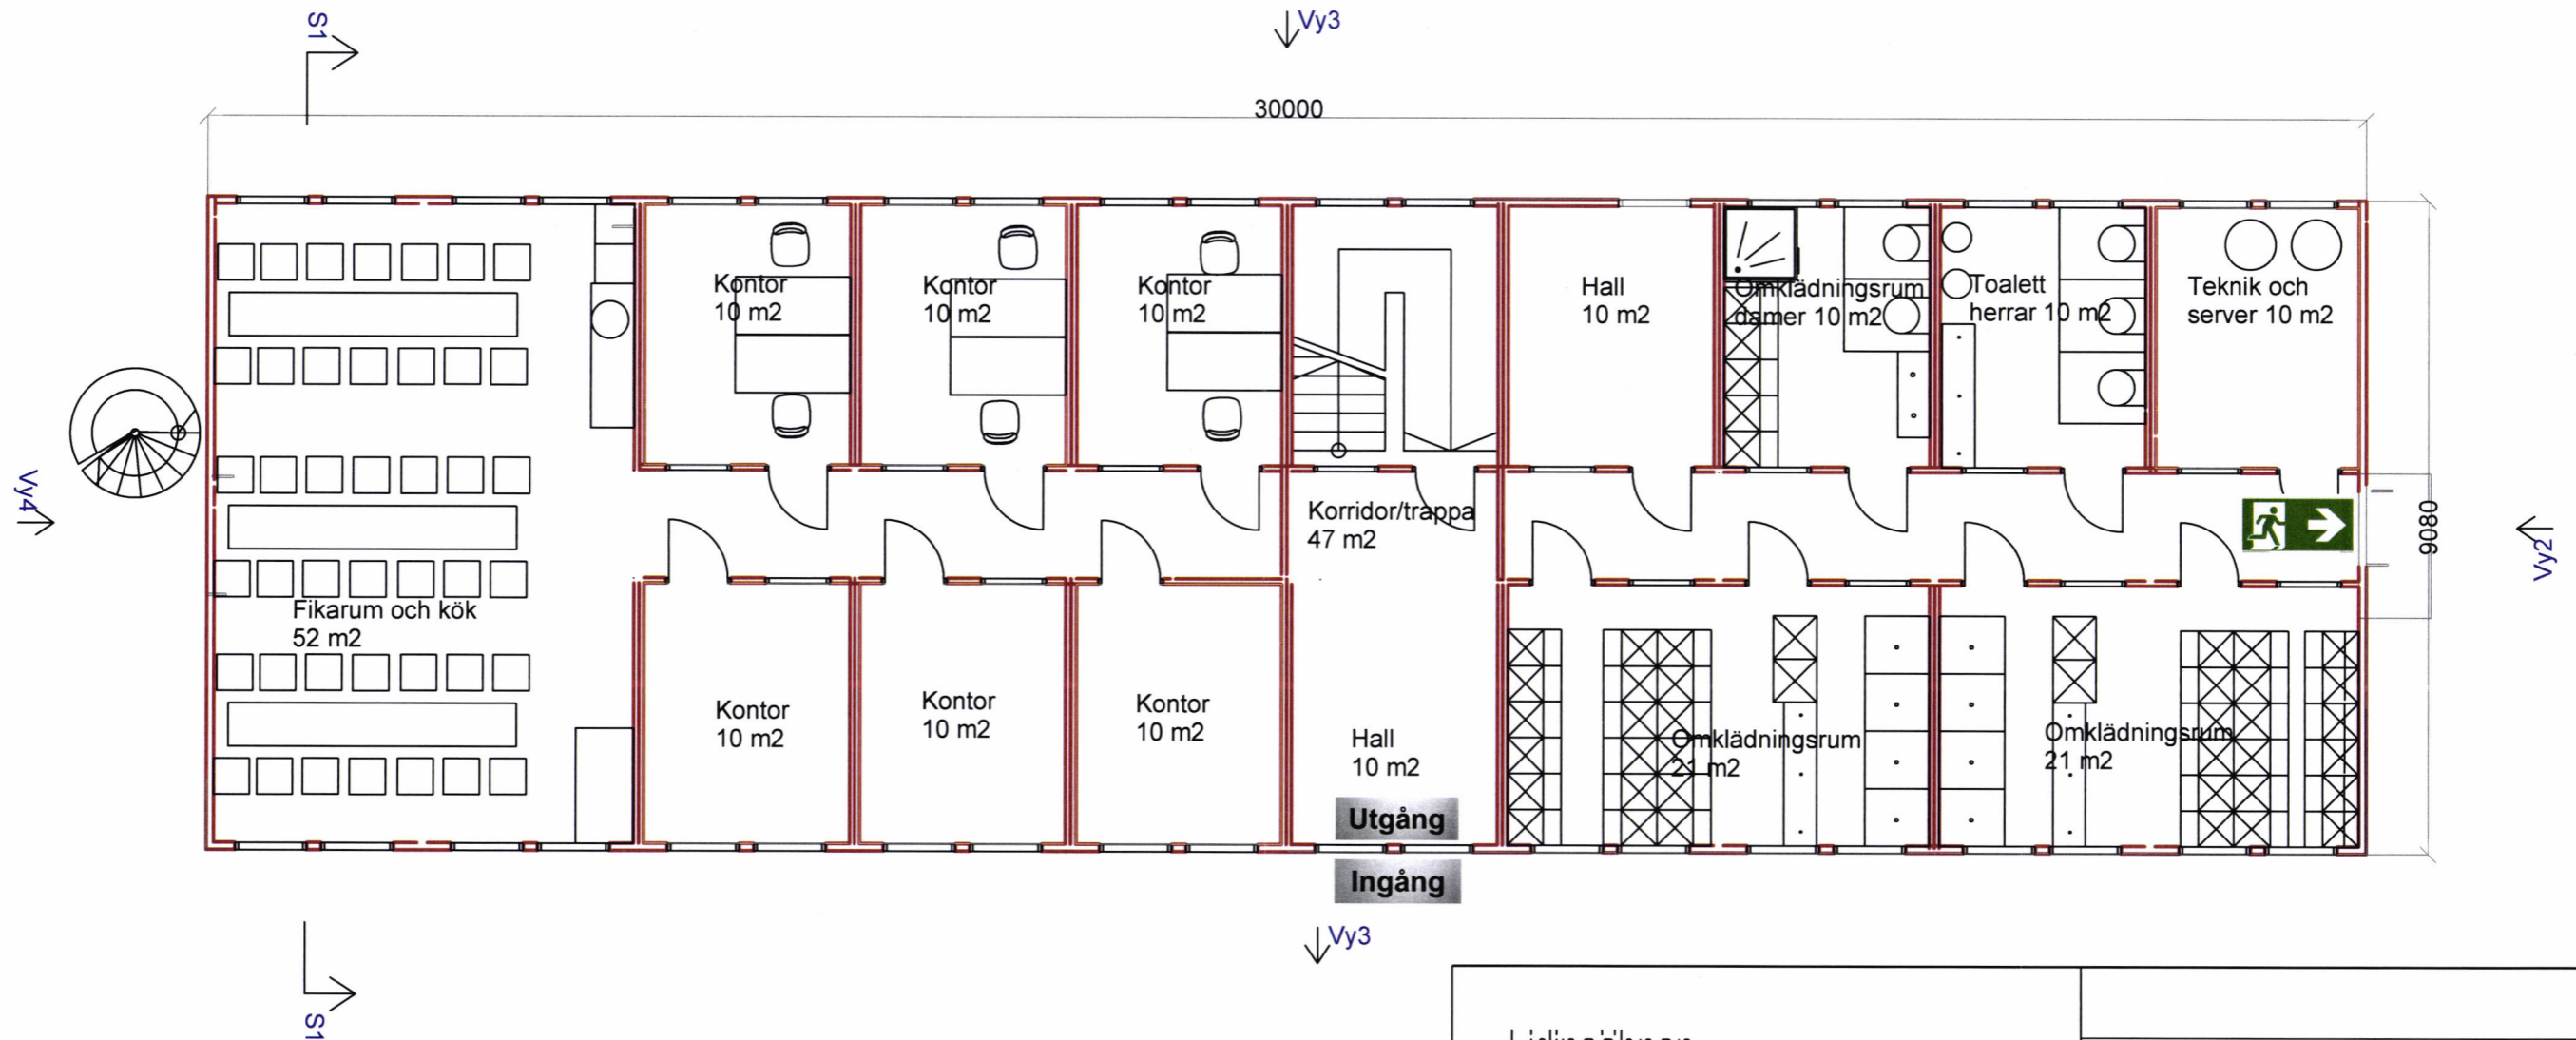 S1
Vy3
30000
Kontor
10 m2
Kontor
10 m2
Kontor
10 m2
Hall
10 m2
Omklädningsrum
damer 10 m2
Toalett
herrar 10 m2
Teknik och
server 10 m2
Vy4
Korridor/trappa
47 m2
9080
Vy2
Fikarum och kök
52 m2
Kontor
10 m2
Kontor
10 m2
Kontor
10 m2
Hall
10 m2
Omklädningsrum
21 m2
Omklädningsrum
21 m2
Utgång
Ingång
Vy3
S1